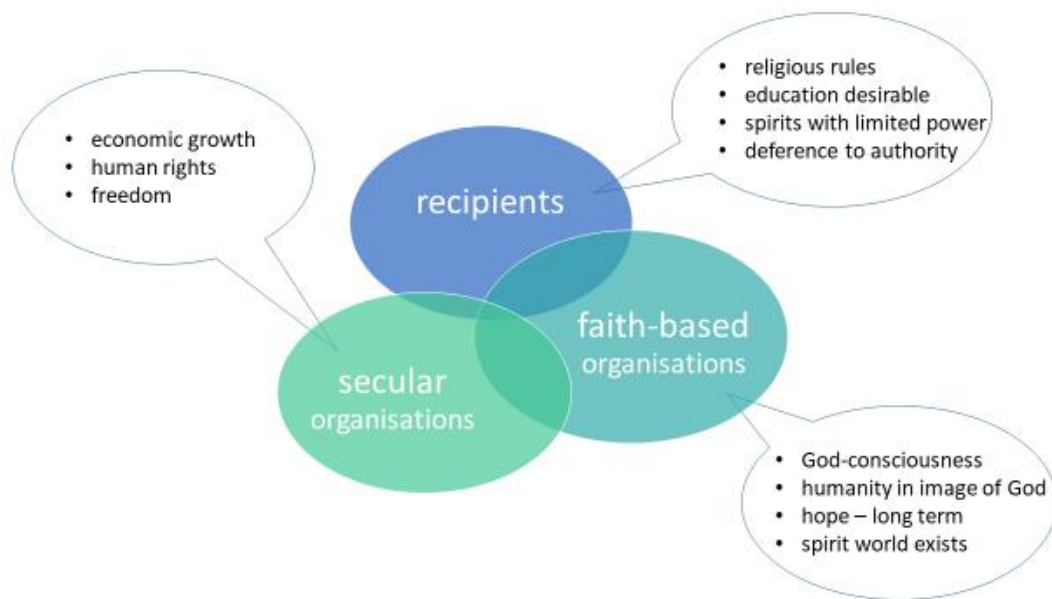 • religious rules
• education desirable
• spirits with limited power
• deference to authority
• economic growth
• human rights
• freedom
recipients
faith-based
organisations
secular
organisations
• God-consciousness
• humanity in image of God
• hope – long term
• spirit world exists